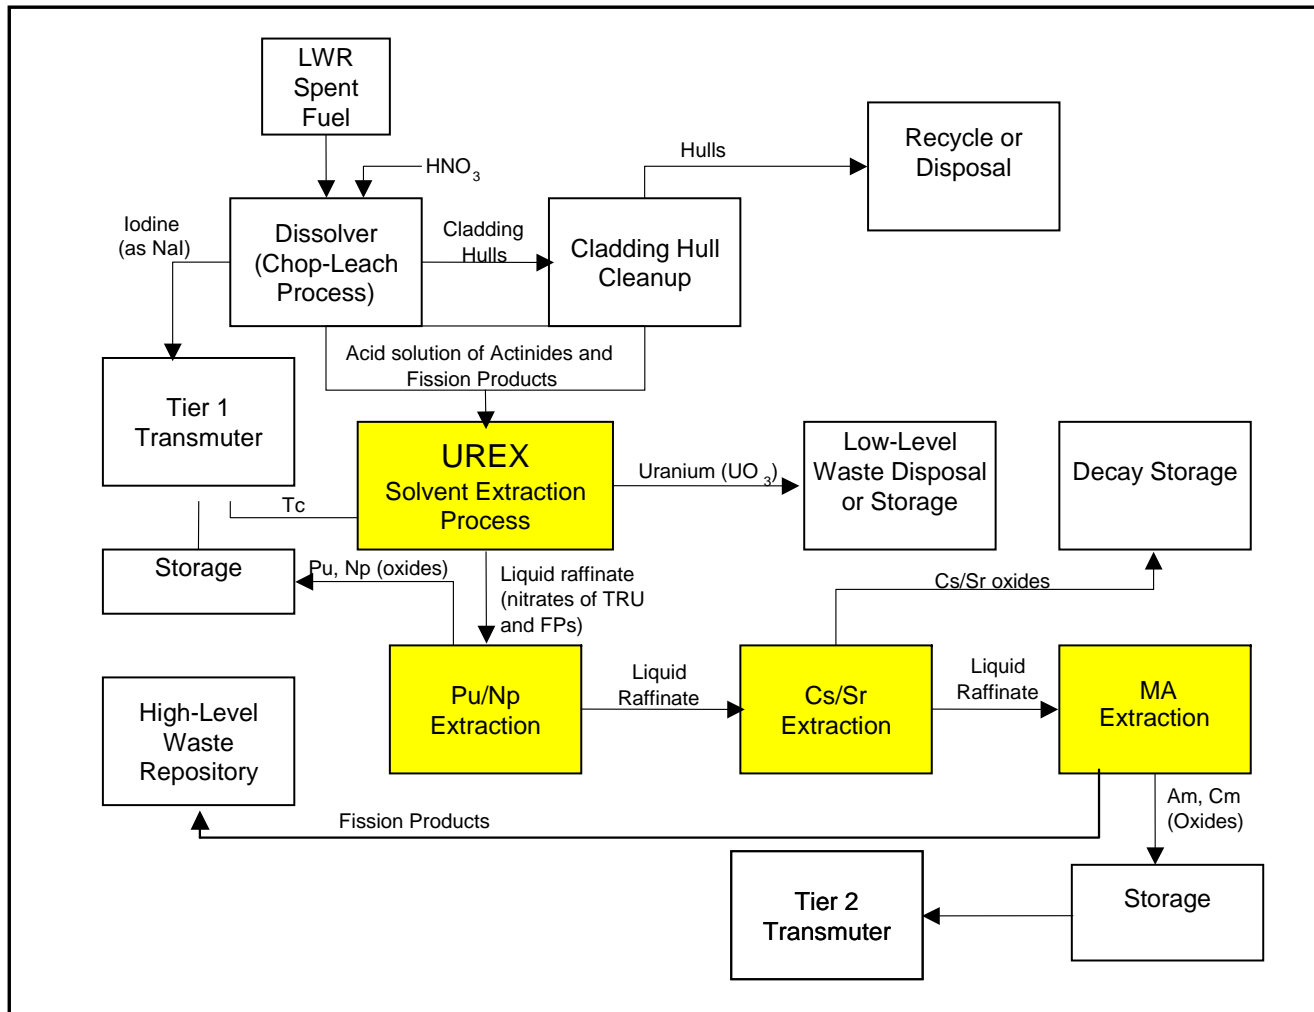 LWR
Spent
Fuel
HNO3
Hulls
Recycle or
Disposal
Iodine
(as NaI)
Dissolver
(Chop-Leach
Process)
Cladding
Hulls
Cladding Hull
Cleanup
Acid solution of Actinides and
Fission Products
Tier 1
Transmuter
UREX
Solvent Extraction
Process
Uranium (UO3)
Low-Level
Waste Disposal
or Storage
Decay Storage
Tc
Storage
Pu, Np (oxides)
Liquid raffinate
(nitrates of TRU
and FPs)
Cs/Sr oxides
High-Level
Waste
Repository
Pu/Np
Extraction
Liquid
Raffinate
Cs/Sr
Extraction
Liquid
Raffinate
MA
Extraction
Fission Products
Am, Cm
(Oxides)
Tier 2
Transmuter
Storage